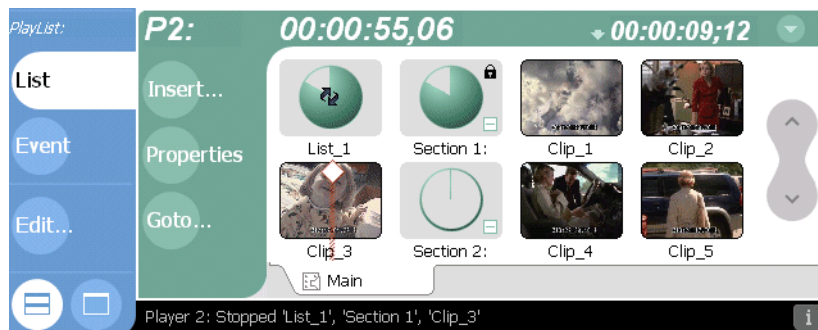 PlayList:
List
Event
Edit...
P2: 00:00:55,06 00:00:09;12
Insert...
Properties
Goto...
List_1 Section 1: Clip_1 Clip_2
Clip_3 Section 2: Clip_4 Clip_5
Main
Player 2: Stopped 'List_1', 'Section 1', 'Clip_3'
i